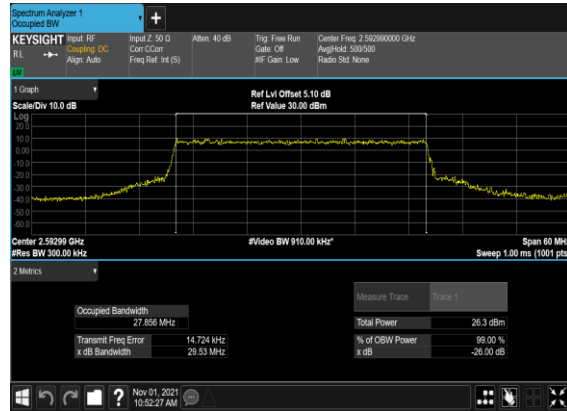 Spectrum Analyzer 1
Occupied BW
+
KEYSIGHT Input: RF Input Z: 50 Ω Atten: 40 dB Trig: Free Run Center Freq: 2.592990000 GHz
RL Coupling: DC Corr CCorr Gate: Off Avg|Hold: 500/500
Align: Auto Freq Ref: Int (S) #IF Gain: Low Radio Std: None
LW
1 Graph
Ref Lvl Offset 5.10 dB
Scale/Div 10.0 dB Ref Value 30.00 dBm
Log
20.0
10.0
0.00
-10.0
-20.0
-30.0
-40.0
-50.0
-60.0
Center 2.59299 GHz #Video BW 910.00 kHz* Span 60 MHz
#Res BW 300.00 kHz Sweep 1.00 ms (1001 pts
2 Metrics
Measure Trace Trace 1
Occupied Bandwidth
27.856 MHz Total Power 26.3 dBm
Transmit Freq Error 14.724 kHz % of OBW Power 99.00 %
x dB Bandwidth 29.53 MHz x dB -26.00 dB
? Nov 01, 2021
10:52:27 AM